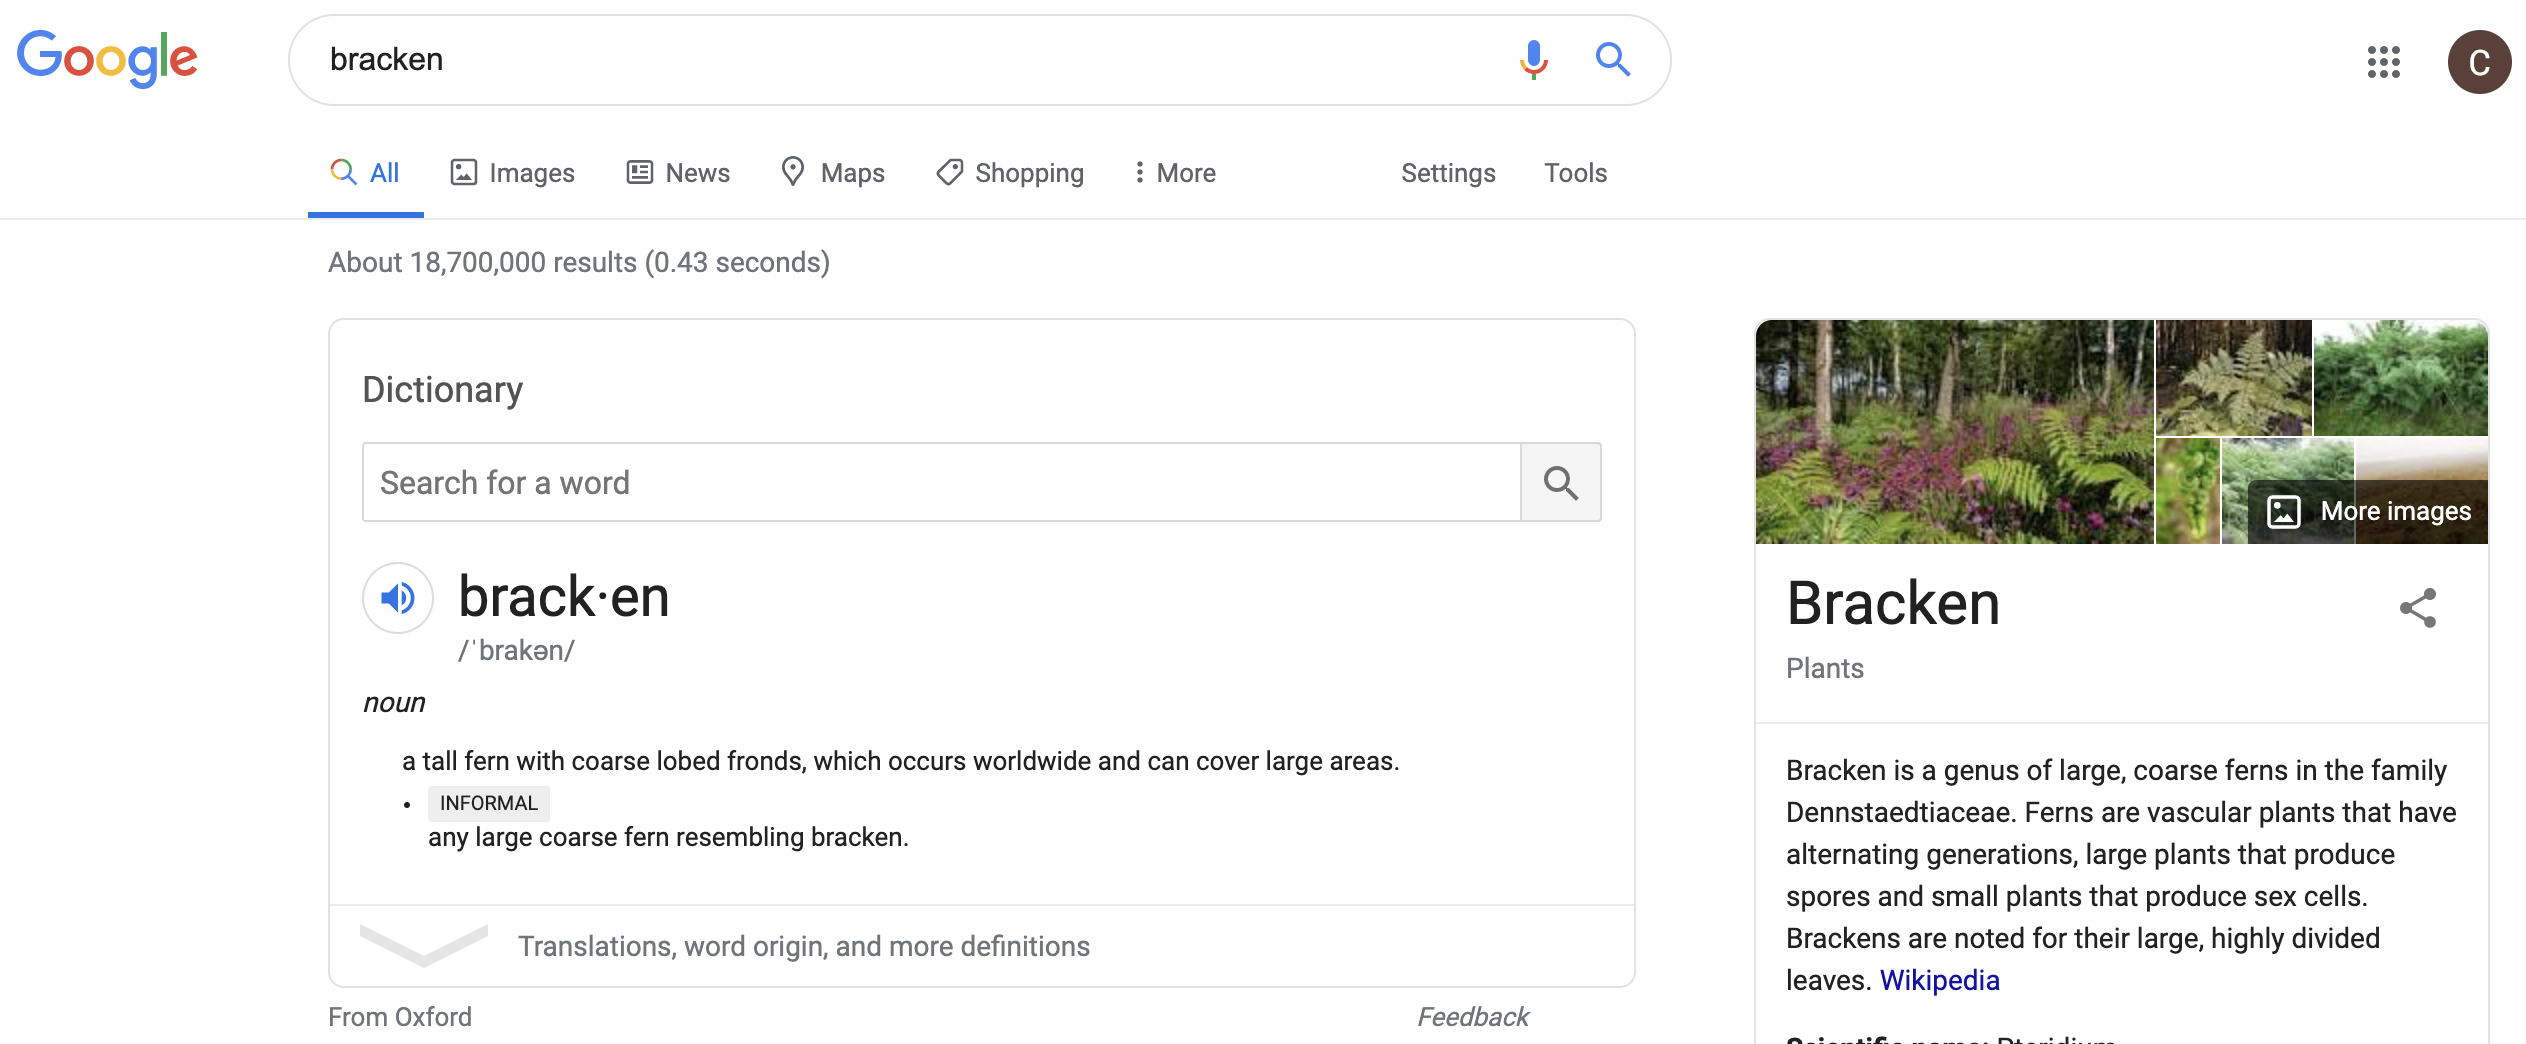 Google
bracken
C
All Images News Maps Shopping More Settings Tools
About 18,700,000 results (0.43 seconds)
Dictionary
Search for a word
brack·en
/ˈbrakən/
noun
a tall fern with coarse lobed fronds, which occurs worldwide and can cover large areas.
• INFORMAL
any large coarse fern resembling bracken.
Translations, word origin, and more definitions
From Oxford
Feedback
More images
Bracken
Plants
Bracken is a genus of large, coarse ferns in the family
Dennstaedtiaceae. Ferns are vascular plants that have
alternating generations, large plants that produce
spores and small plants that produce sex cells.
Brackens are noted for their large, highly divided
leaves. Wikipedia
Scientific name: Pteridium